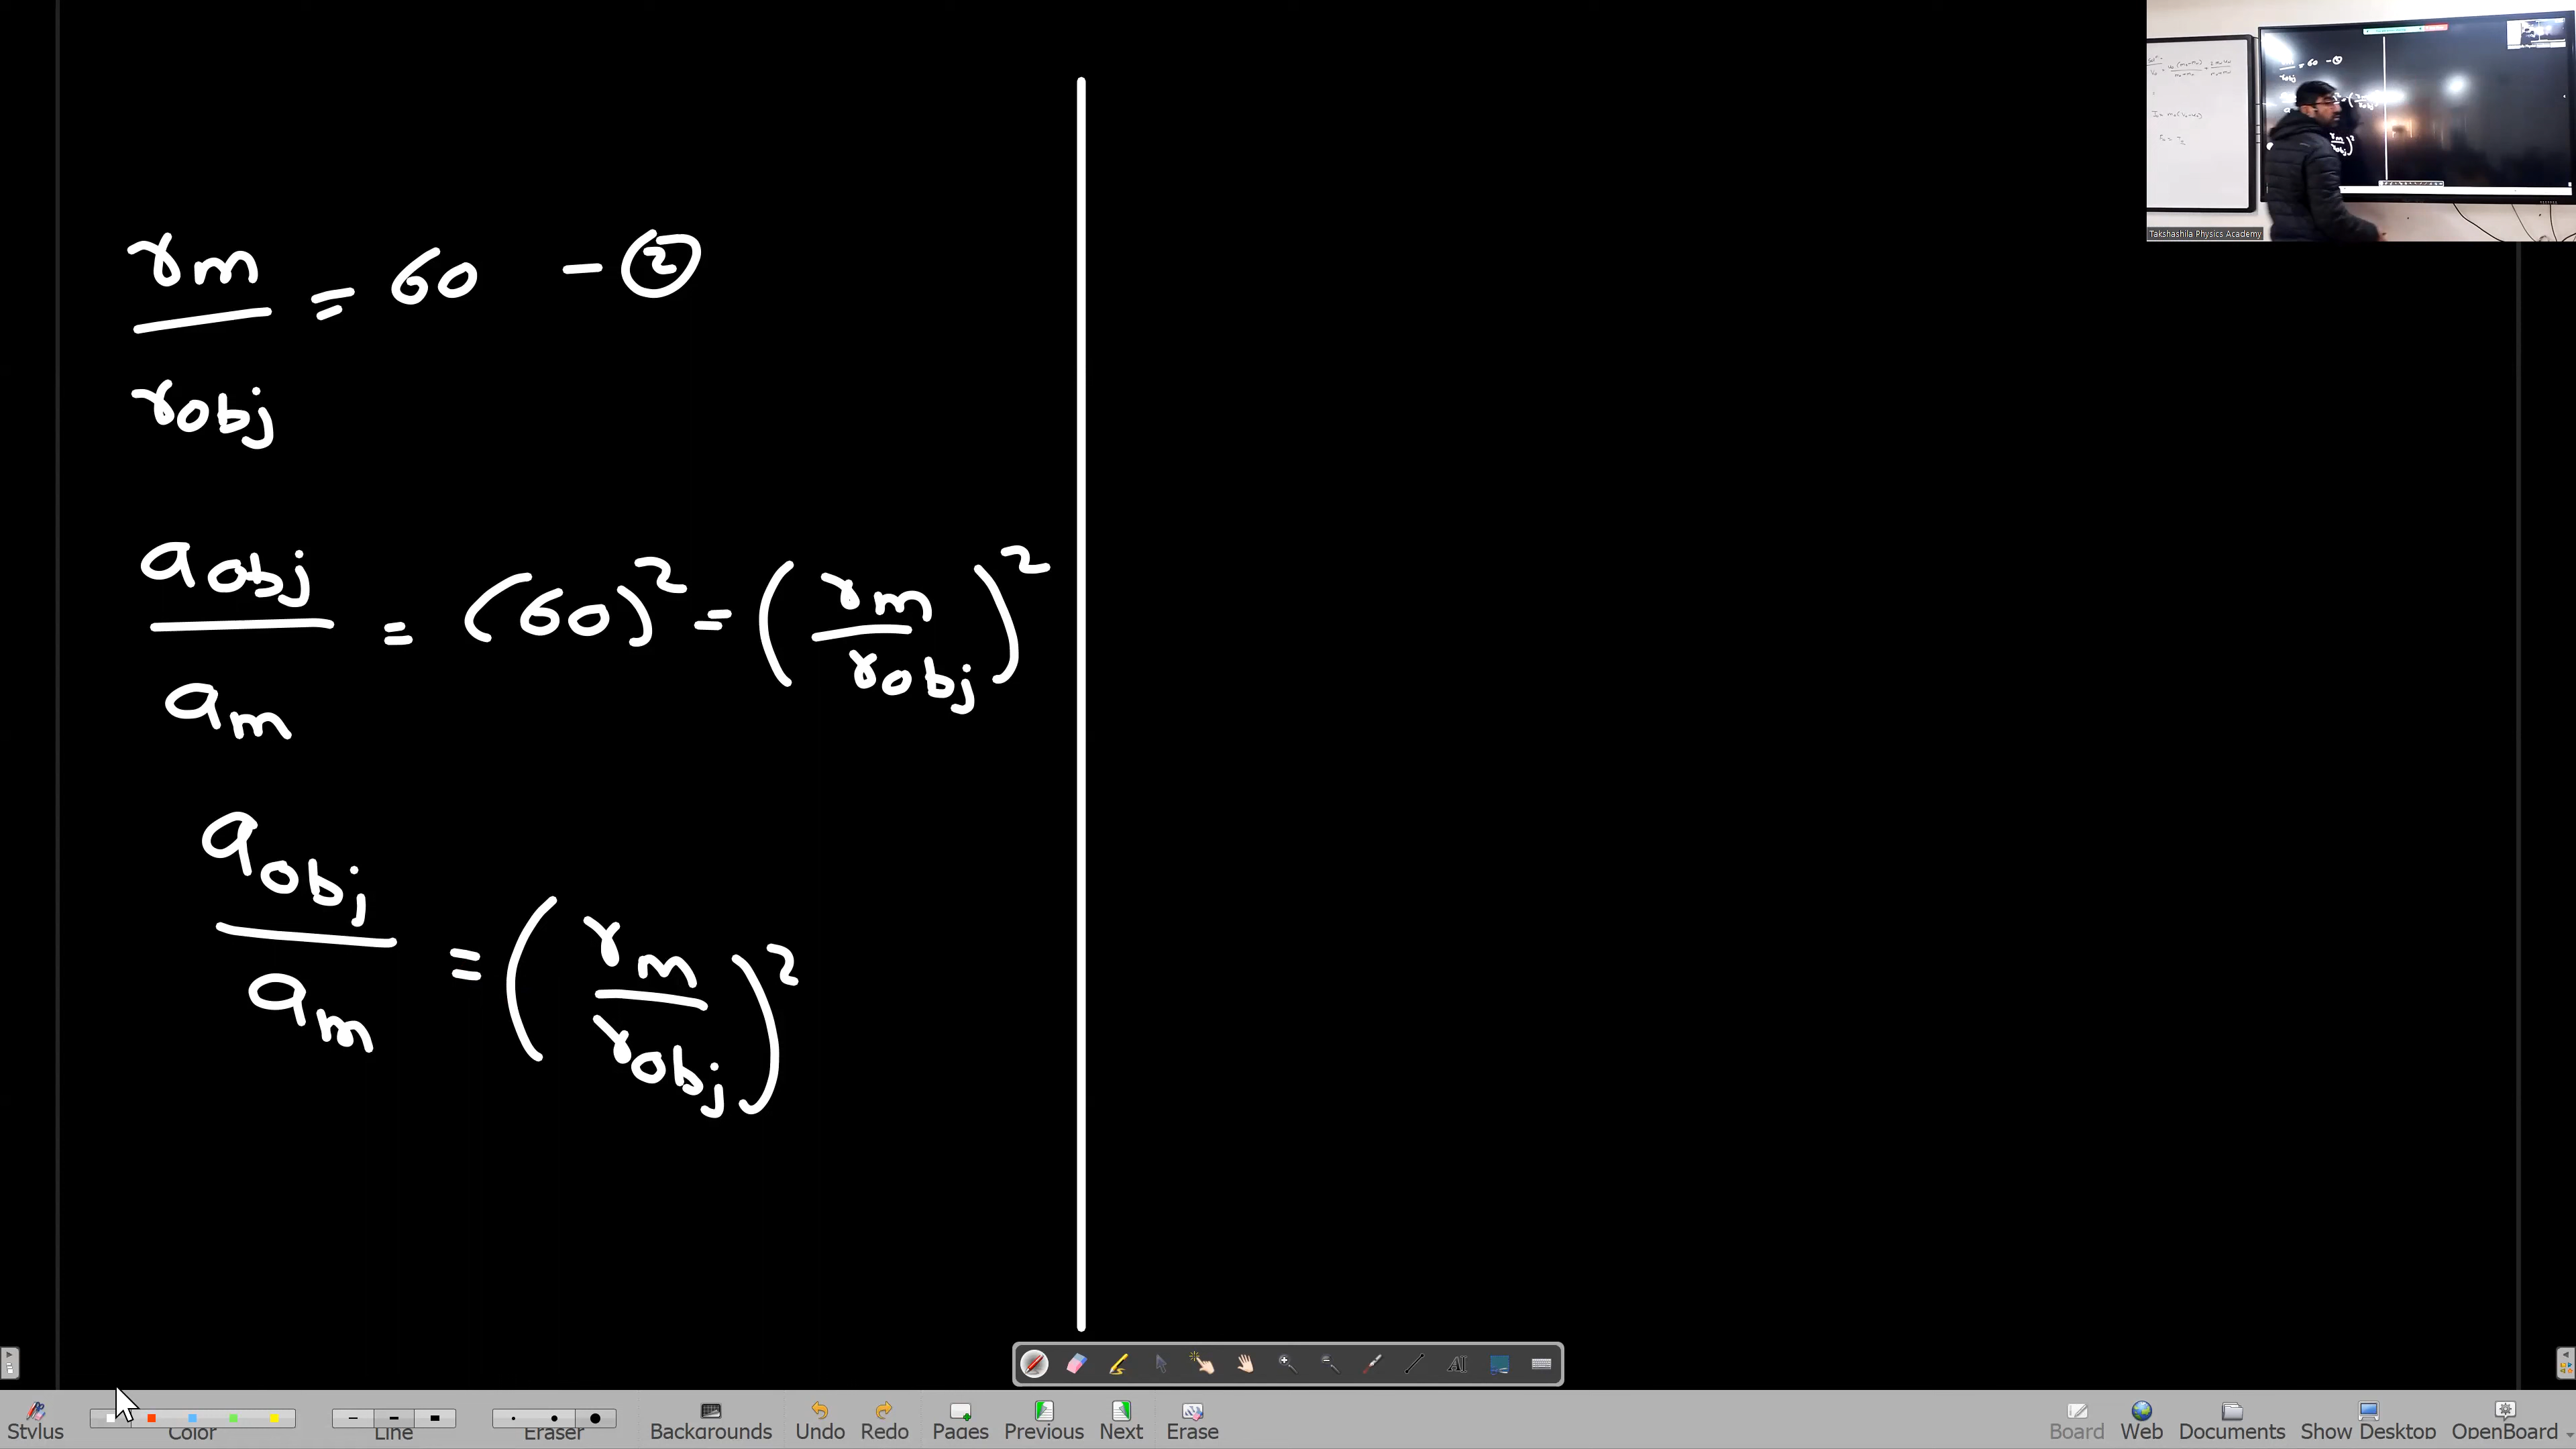 rm/robj = 60 - ②
aobj/am = (60)² = (rm/robj)²
aobj/am = (rm/robj)²
Takshashila Physics Academy
Stylus Color Line Eraser Backgrounds Undo Redo Pages Previous Next Erase Board Web Documents Show Desktop OpenBoard